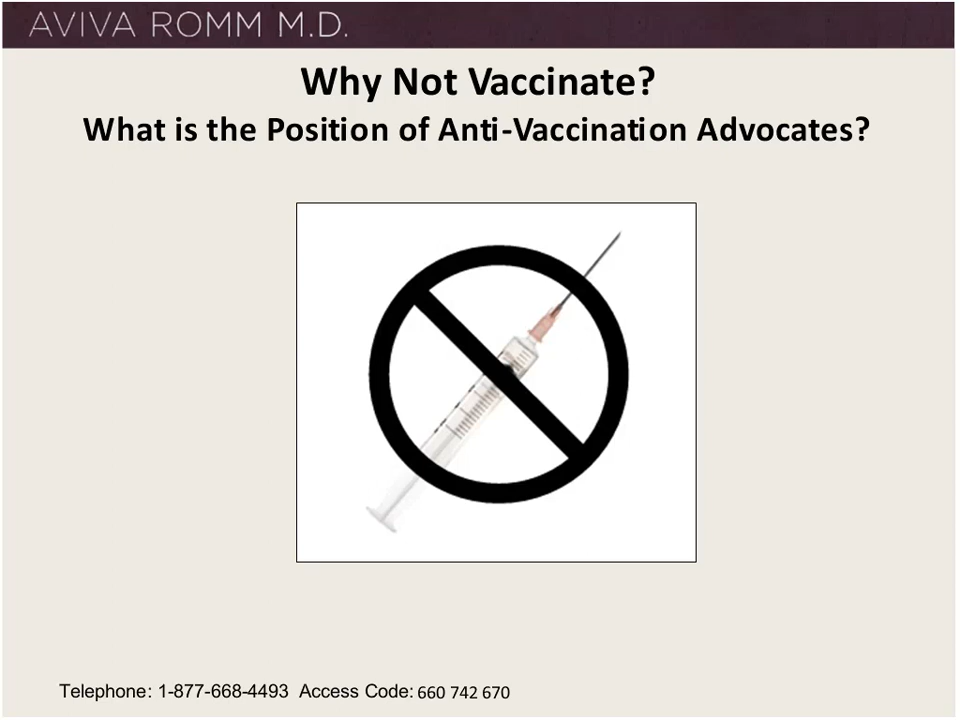 AVIVA ROMM M.D.
Why Not Vaccinate?
What is the Position of Anti-Vaccination Advocates?
Telephone: 1-877-668-4493 Access Code: 660 742 670